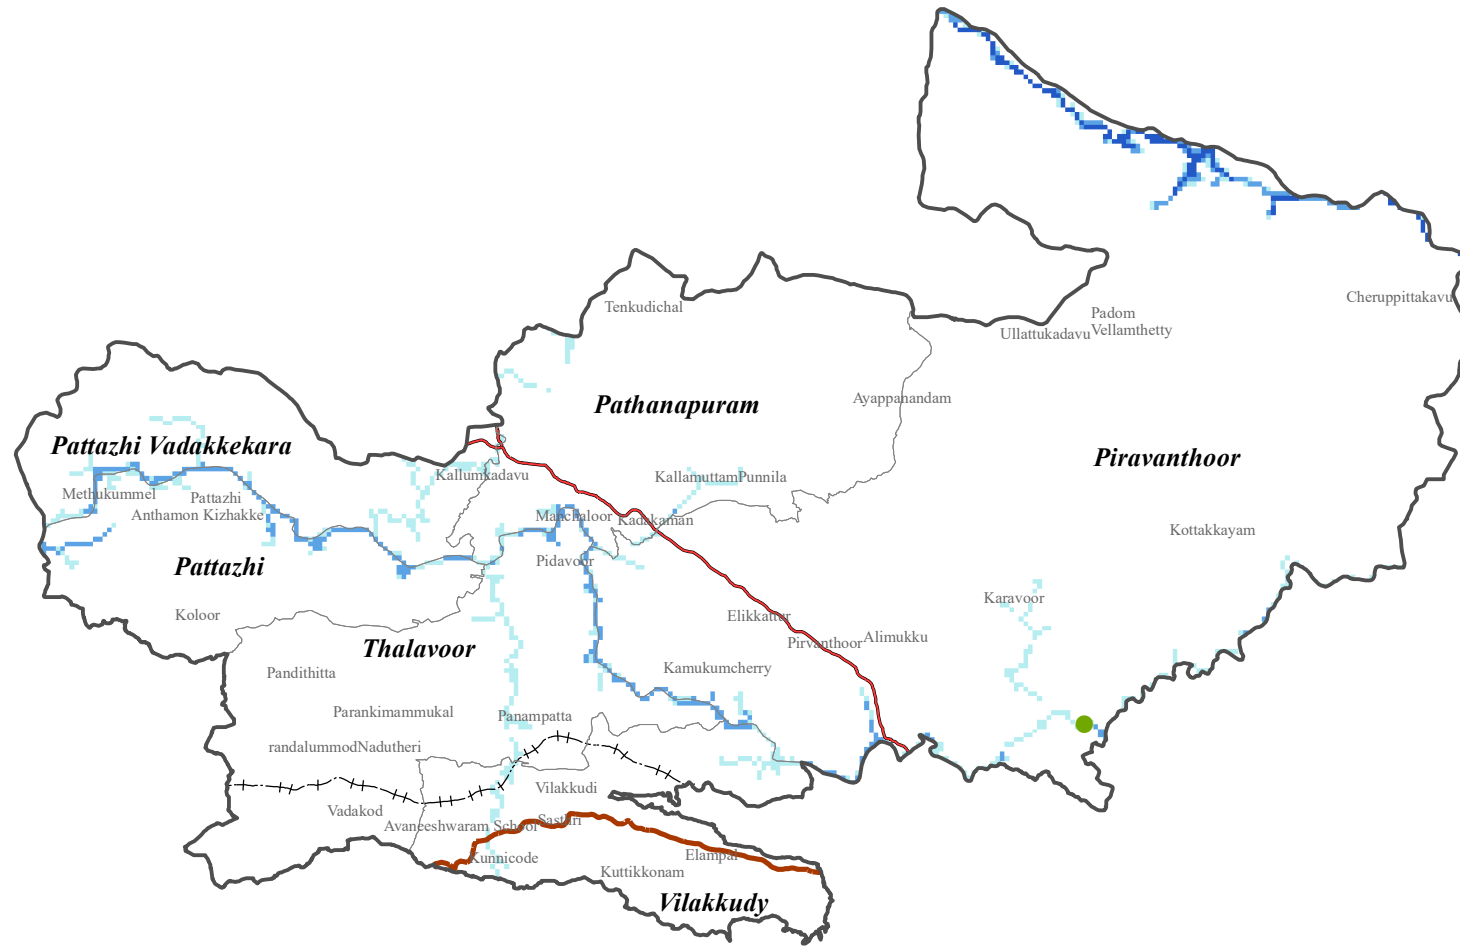 Cheruppittakavu
Tenkudichal
Padom
Ullattukadavu
Vellamthetty
Ayappanandam
Pathanapuram
Pattazhi Vadakkekara
Piravanthoor
Kallumkadavu
Kallamuttam
Punnila
Methukummel
Pattazhi
Anthamon
Kizhakke
Manchaloor
Kadakaman
Kottakkayam
Pidavoor
Pattazhi
Karavoor
Koloor
Elikkattur
Alimukku
Pirvanthoor
Thalavoor
Kamukumcherry
Pandithitta
Parankimammukal
Panampatta
randalummod
Nadutheri
Vilakkudi
Vadakod
Avaneeshwaram School
Sasthri
Kunnicode
Elampal
Kuttikkonam
Vilakkudy